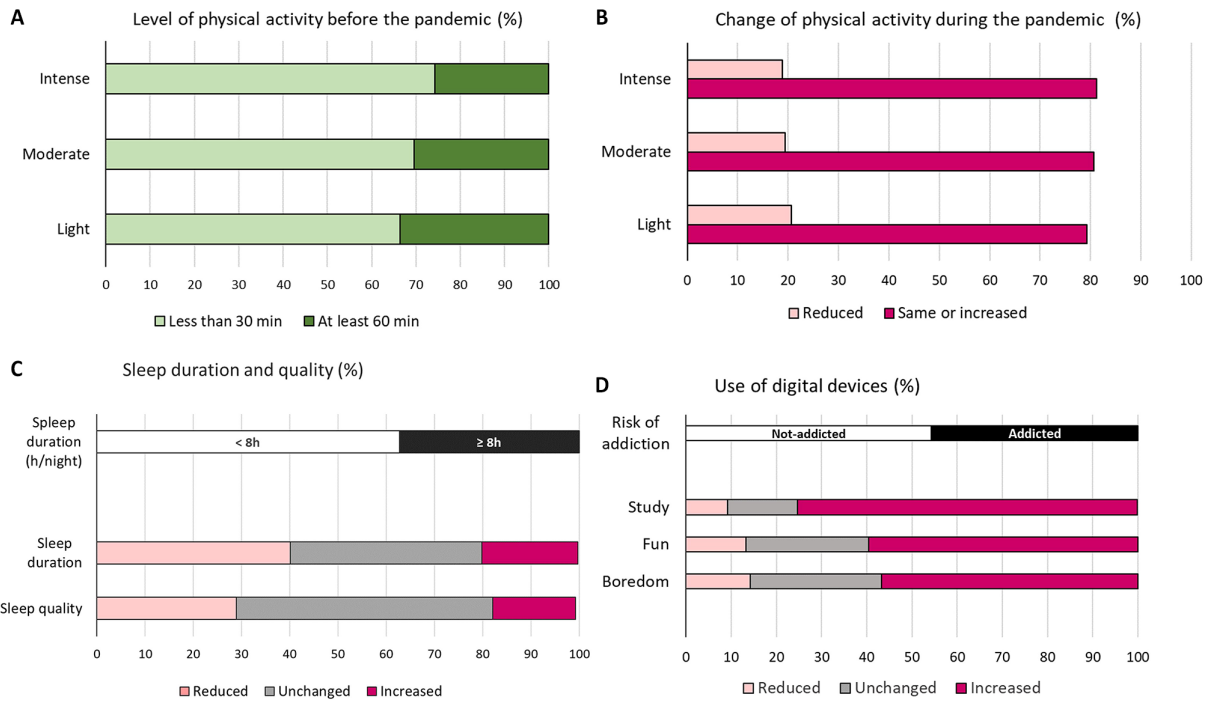 A
Level of physical activity before the pandemic (%)
Intense
Moderate
Light
0 10 20 30 40 50 60 70 80 90 100
Less than 30 min At least 60 min
B
Change of physical activity during the pandemic (%)
Intense
Moderate
Light
0 10 20 30 40 50 60 70 80 90 100
Reduced Same or increased
C
Sleep duration and quality (%)
Spleep
duration
(h/night)
< 8h ≥ 8h
Sleep
duration
Sleep quality
0 10 20 30 40 50 60 70 80 90 100
Reduced Unchanged Increased
D
Use of digital devices (%)
Risk of
addiction
Not-addicted Addicted
Study
Fun
Boredom
0 10 20 30 40 50 60 70 80 90 100
Reduced Unchanged Increased